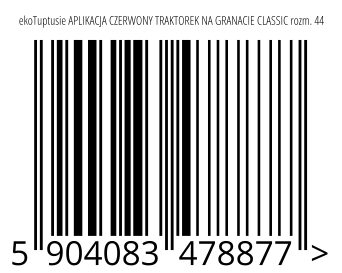 ekoTuptusie APLIKACJA CZERWONY TRAKTOREK NA GRANACIE CLASSIC rozm. 44
5 904083 478877 >